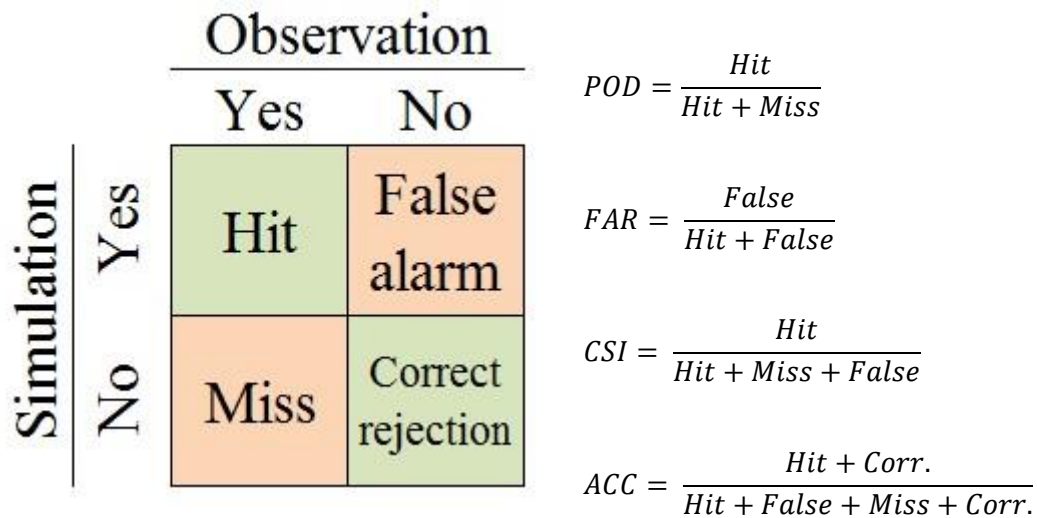 Observation
Yes No
Simulation
Yes
No
Hit
False
alarm
Miss
Correct
rejection
POD = Hit / Hit + Miss
FAR = False / Hit + False
CSI = Hit / Hit + Miss + False
ACC = Hit + Corr. / Hit + False + Miss + Corr.